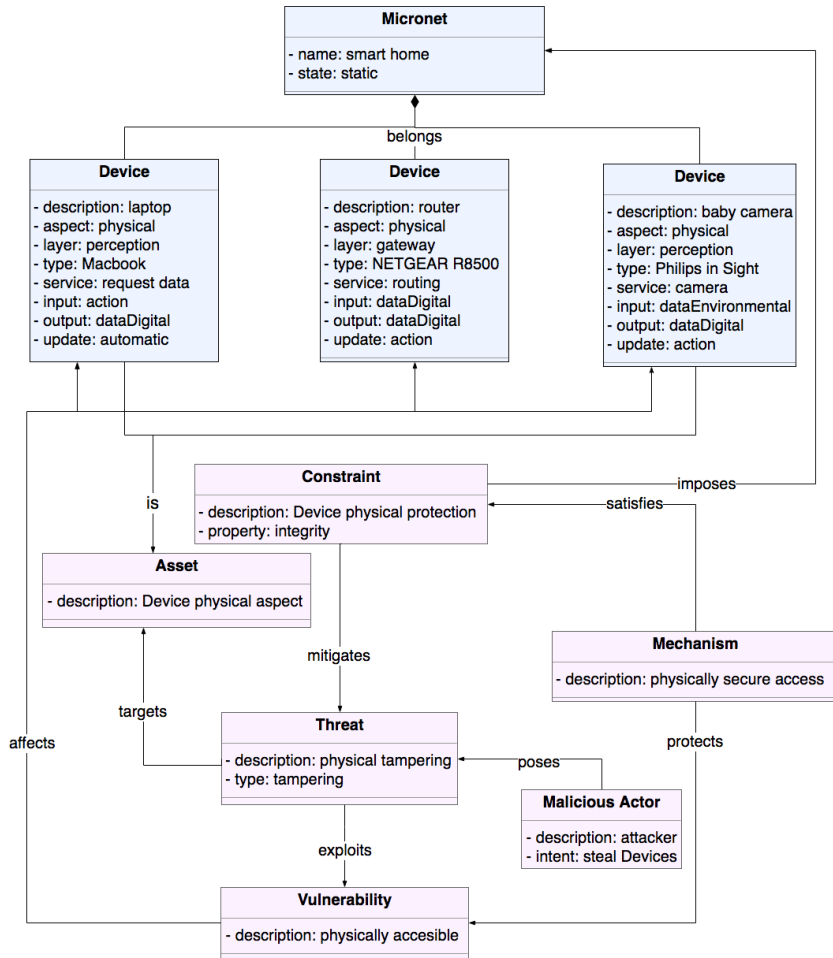 Micronet
- name: smart home
- state: static
belongs
Device
- description: laptop
- aspect: physical
- layer: perception
- type: Macbook
- service: request data
- input: action
- output: dataDigital
- update: automatic
Device
- description: router
- aspect: physical
- layer: gateway
- type: NETGEAR R8500
- service: routing
- input: dataDigital
- output: dataDigital
- update: action
Device
- description: baby camera
- aspect: physical
- layer: perception
- type: Philips in Sight
- service: camera
- input: dataEnvironmental
- output: dataDigital
- update: action
Constraint
- description: Device physical protection
- property: integrity
imposes
satisfies
is
Asset
- description: Device physical aspect
mitigates
Mechanism
- description: physically secure access
targets
affects
Threat
- description: physical tampering
- type: tampering
protects
poses
Malicious Actor
- description: attacker
- intent: steal Devices
exploits
Vulnerability
- description: physically accesible